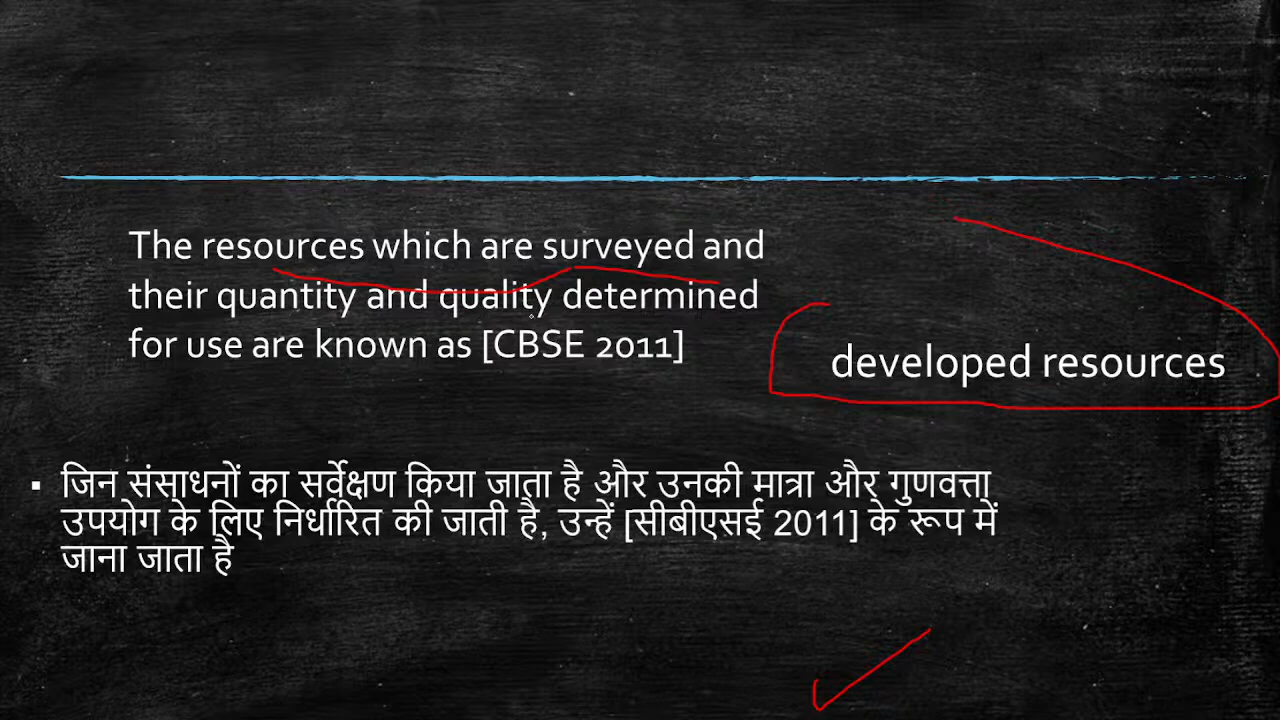 The resources which are surveyed and
their quantity and quality determined
for use are known as [CBSE 2011]
developed resources
▪ जिन संसाधनों का सर्वेक्षण किया जाता है और उनकी मात्रा और गुणवत्ता
उपयोग के लिए निर्धारित की जाती है, उन्हें [सीबीएसई 2011] के रूप में
जाना जाता है